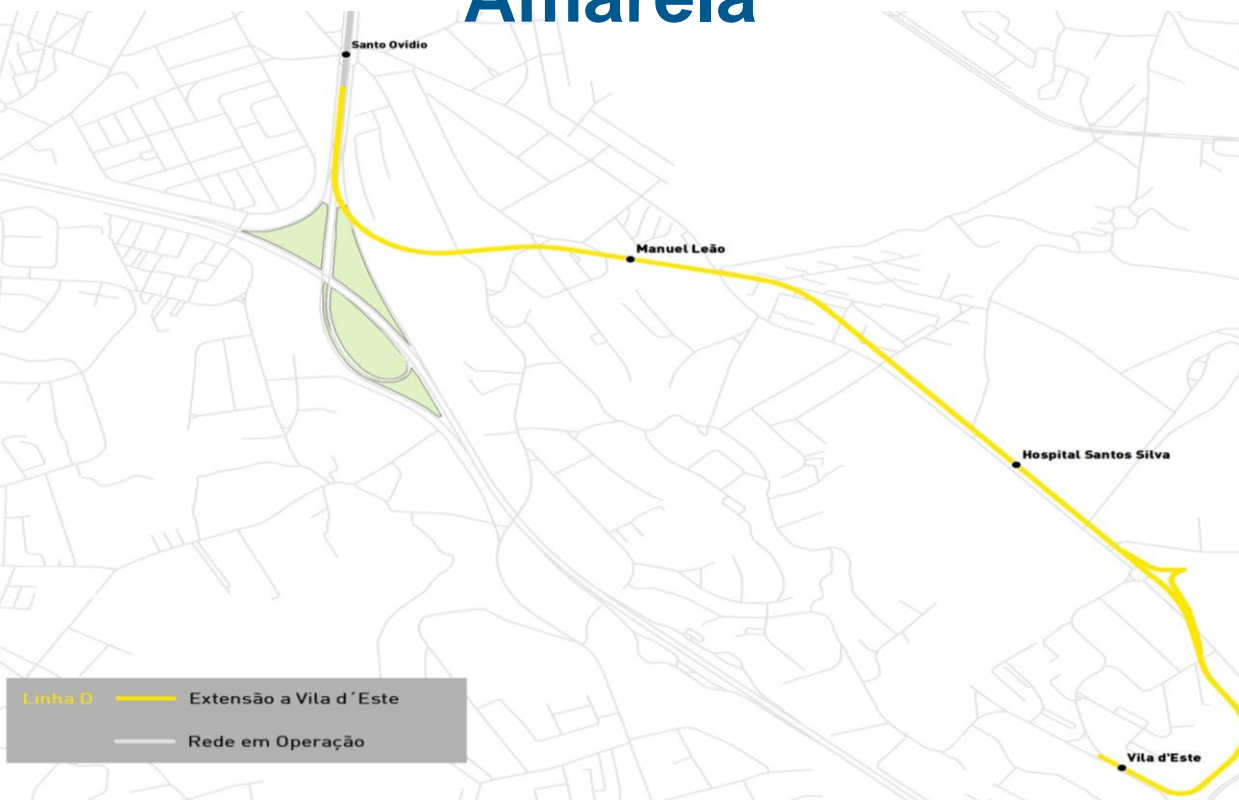 Amarela
Santo Ovídio
Manuel Leão
Hospital Santos Silva
Vila d'Este
Linha D Extensão a Vila d´Este
Rede em Operação